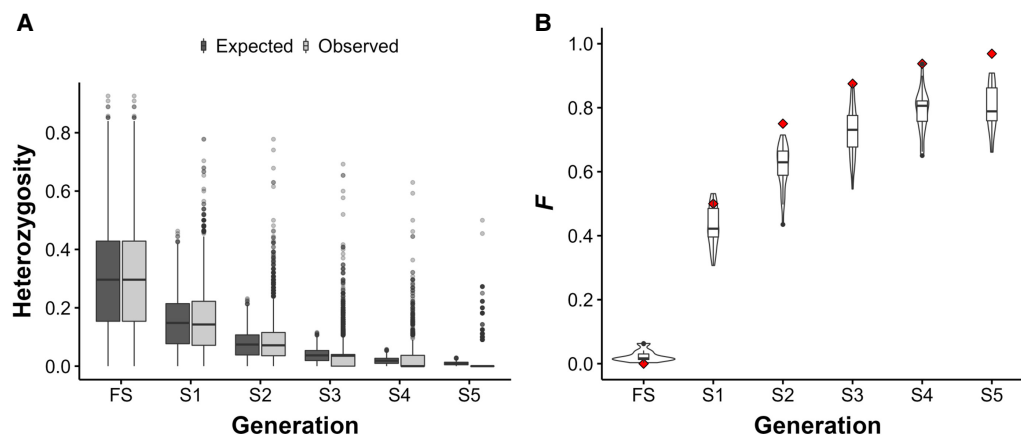 A
Expected Observed
Heterozygosity
0.8
0.6
0.4
0.2
0.0
FS S1 S2 S3 S4 S5
Generation
B
F
1.0
0.8
0.6
0.4
0.2
0.0
FS S1 S2 S3 S4 S5
Generation